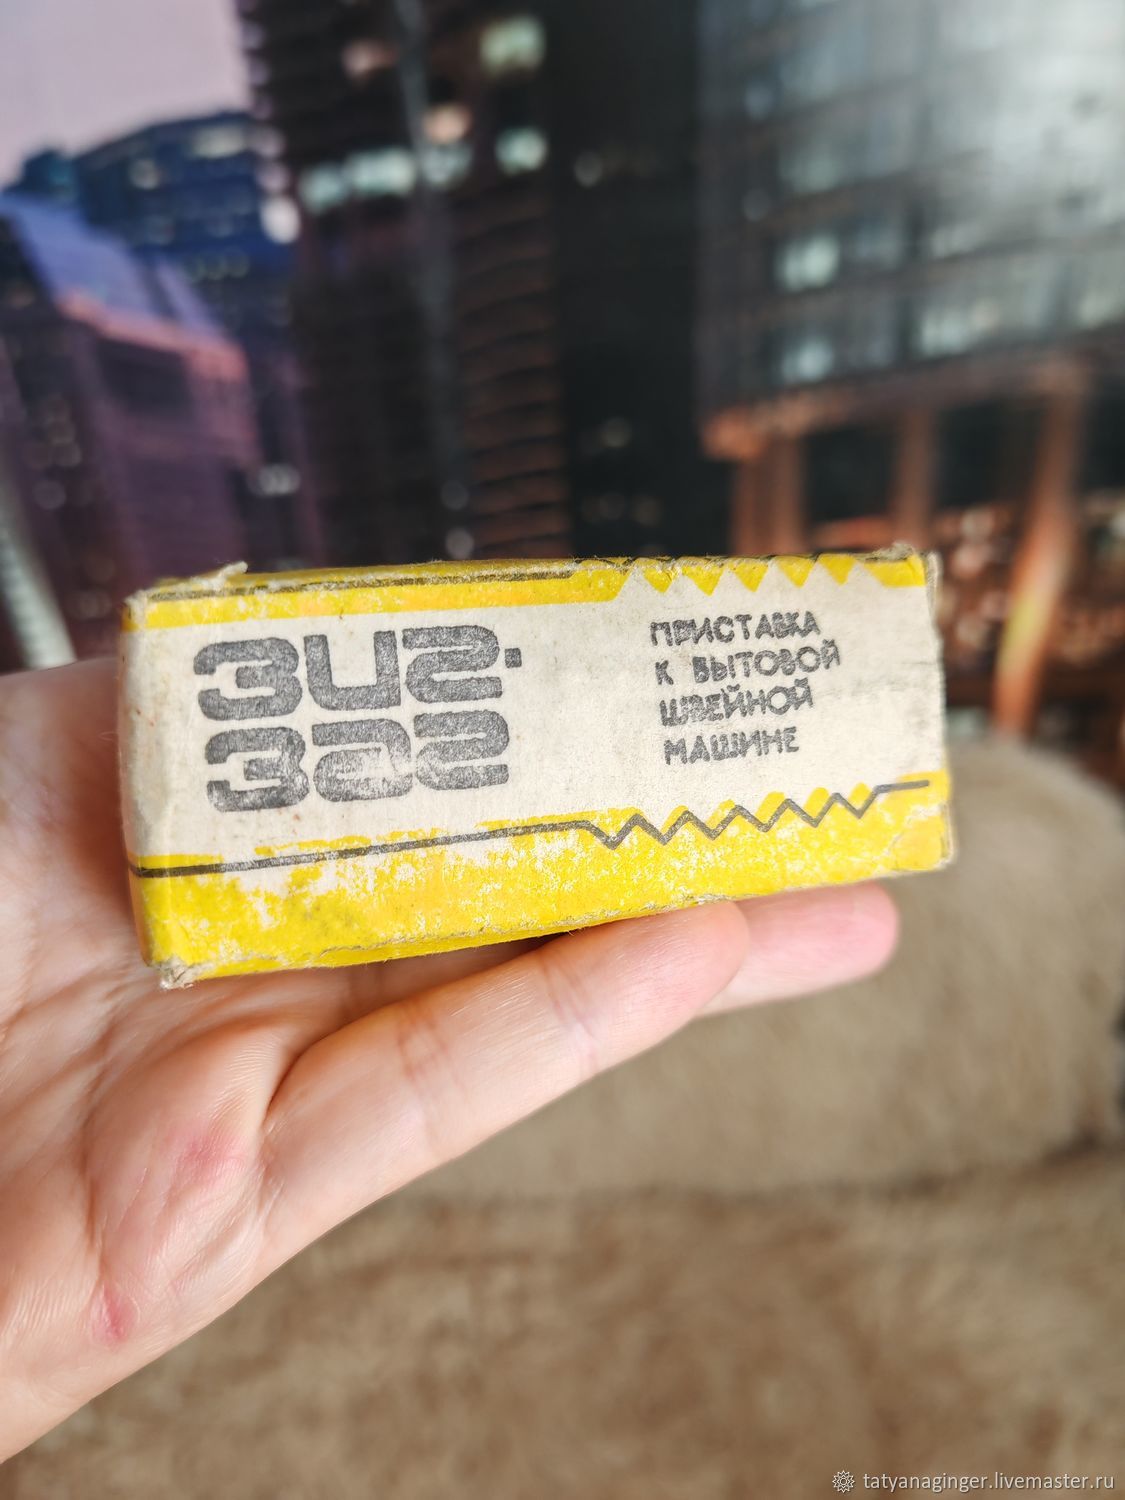 ЗИГ-
ЗАГ
ПРИСТАВКА
К БЫТОВОЙ
ШВЕЙНОЙ
МАШИНЕ
tatyanaginger.livemaster.ru